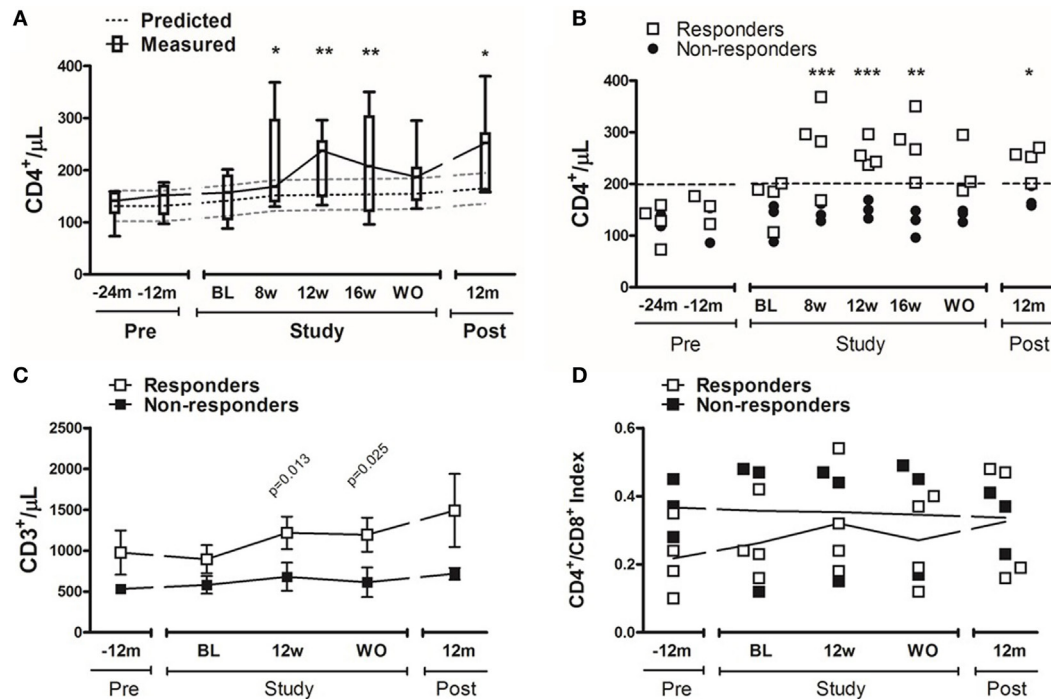 A
Predicted
Measured
* ** ** *
400
300
200
100
0
CD4⁺/μL
-24m -12m BL 8w 12w 16w WO 12m
Pre Study Post
B
Responders
Non-responders
*** *** ** *
400
300
200
100
0
CD4⁺/μL
-24m -12m BL 8w 12w 16w WO 12m
Pre Study Post
C
Responders
Non-responders
2500
2000
1500
1000
500
0
CD3⁺/μL
p=0.013 p=0.025
-12m BL 12w WO 12m
Pre Study Post
D
Responders
Non-responders
0.6
0.4
0.2
0.0
CD4⁺/CD8⁺ Index
-12m BL 12w WO 12m
Pre Study Post